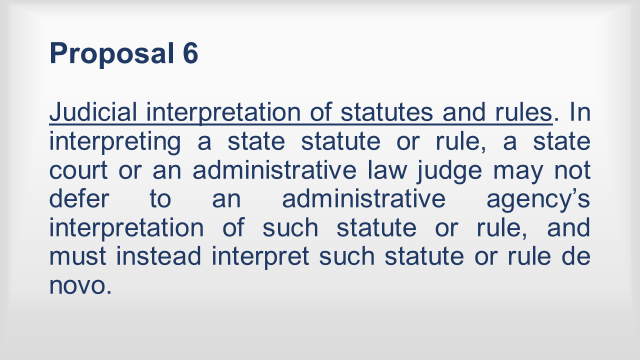 Proposal 6
Judicial interpretation of statutes and rules. In
interpreting a state statute or rule, a state
court or an administrative law judge may not
defer to an administrative agency’s
interpretation of such statute or rule, and
must instead interpret such statute or rule de
novo.